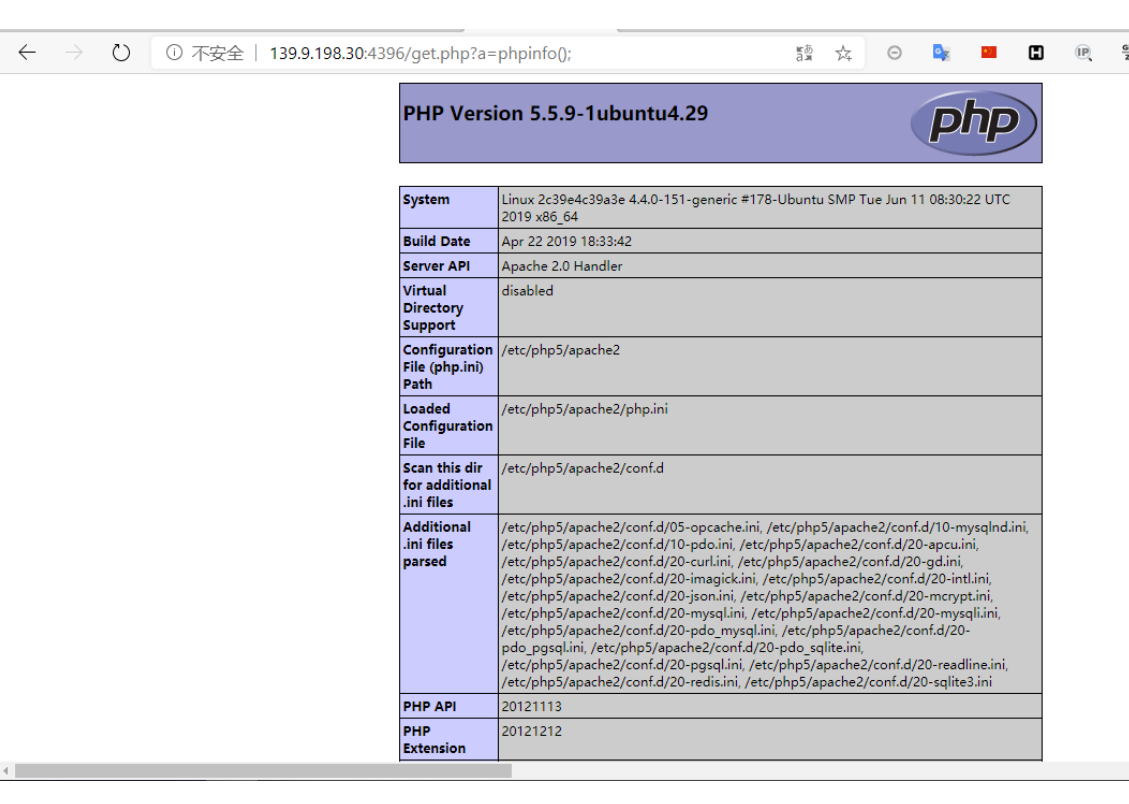 不安全 | 139.9.198.30:4396/get.php?a=phpinfo();
PHP Version 5.5.9-1ubuntu4.29
php
System
Linux 2c39e4c39a3e 4.4.0-151-generic #178-Ubuntu SMP Tue Jun 11 08:30:22 UTC
2019 x86_64
Build Date
Apr 22 2019 18:33:42
Server API
Apache 2.0 Handler
Virtual
Directory
Support
disabled
Configuration
File (php.ini)
Path
/etc/php5/apache2
Loaded
Configuration
File
/etc/php5/apache2/php.ini
Scan this dir
for additional
.ini files
/etc/php5/apache2/conf.d
Additional
.ini files
parsed
/etc/php5/apache2/conf.d/05-opcache.ini, /etc/php5/apache2/conf.d/10-mysqlnd.ini,
/etc/php5/apache2/conf.d/10-pdo.ini, /etc/php5/apache2/conf.d/20-apcu.ini,
/etc/php5/apache2/conf.d/20-curl.ini, /etc/php5/apache2/conf.d/20-gd.ini,
/etc/php5/apache2/conf.d/20-imagick.ini, /etc/php5/apache2/conf.d/20-intl.ini,
/etc/php5/apache2/conf.d/20-json.ini, /etc/php5/apache2/conf.d/20-mcrypt.ini,
/etc/php5/apache2/conf.d/20-mysql.ini, /etc/php5/apache2/conf.d/20-mysqli.ini,
/etc/php5/apache2/conf.d/20-pdo_mysql.ini, /etc/php5/apache2/conf.d/20-
pdo_pgsql.ini, /etc/php5/apache2/conf.d/20-pdo_sqlite.ini,
/etc/php5/apache2/conf.d/20-pgsql.ini, /etc/php5/apache2/conf.d/20-readline.ini,
/etc/php5/apache2/conf.d/20-redis.ini, /etc/php5/apache2/conf.d/20-sqlite3.ini
PHP API
20121113
PHP
Extension
20121212